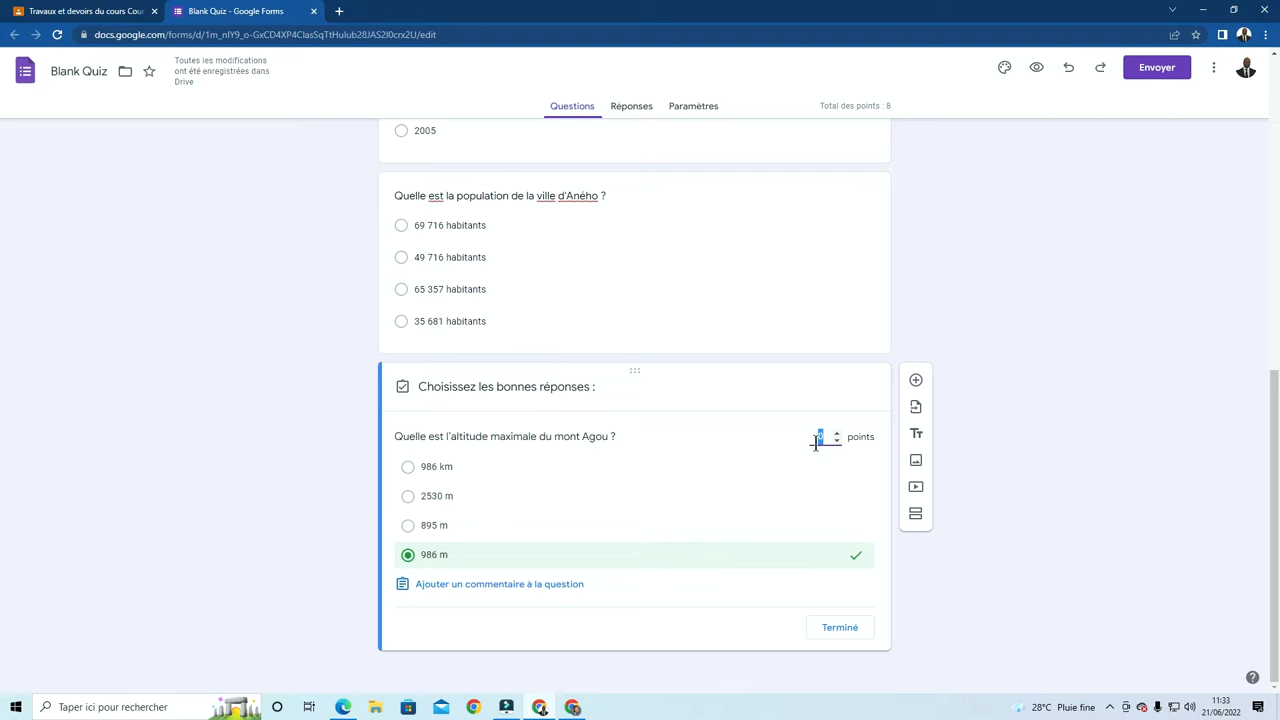 Travaux et devoirs du cours Cour
Blank Quiz - Google Forms
docs.google.com/forms/d/1m_nIY9_o-GxCD4XP4ClasSqTtHulub28JAS2I0crx2U/edit
Blank Quiz
Toutes les modifications
ont été enregistrées dans
Drive
Envoyer
Questions
Réponses
Paramètres
Total des points : 8
2005
Quelle est la population de la ville d'Aného ?
69 716 habitants
49 716 habitants
65 357 habitants
35 681 habitants
Choisissez les bonnes réponses :
Quelle est l'altitude maximale du mont Agou ?
points
986 km
2530 m
895 m
986 m
Ajouter un commentaire à la question
Terminé
Taper ici pour rechercher
28°C Pluie fine
11:33
21/06/2022